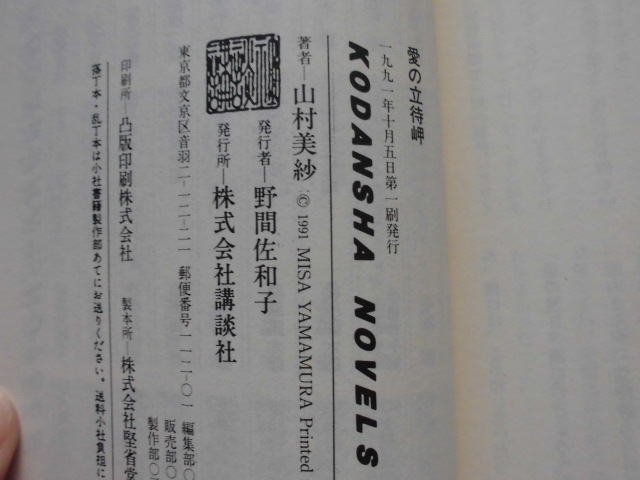 愛の立待岬
一九九一年十月五日第一刷発行
KODANSHA NOVELS
著者—山村美紗 © 1991 MISA YAMAMURA Printed
発行者—野間佐和子
発行所—株式会社講談社
東京都文京区音羽二-一二-二一 郵便番号一一二-〇一
編集部〇
販売部〇
製作部〇
印刷所—凸版印刷株式会社 製本所—株式会社堅省堂
落丁本・乱丁本は小社書籍製作部あてにお送りください。送料小社負担に